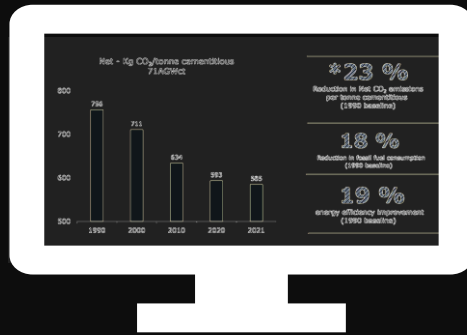 Net - Kg CO₂/tonne cementitious
71AGWct
800
700
600
500
756
711
634
593
585
1990
2000
2010
2020
2021
*23 %
Reduction in Net CO₂ emissions
per tonne cementitious
(1990 baseline)
18 %
Reduction in fossil fuel consumption
(1990 baseline)
19 %
energy efficiency improvement
(1990 baseline)